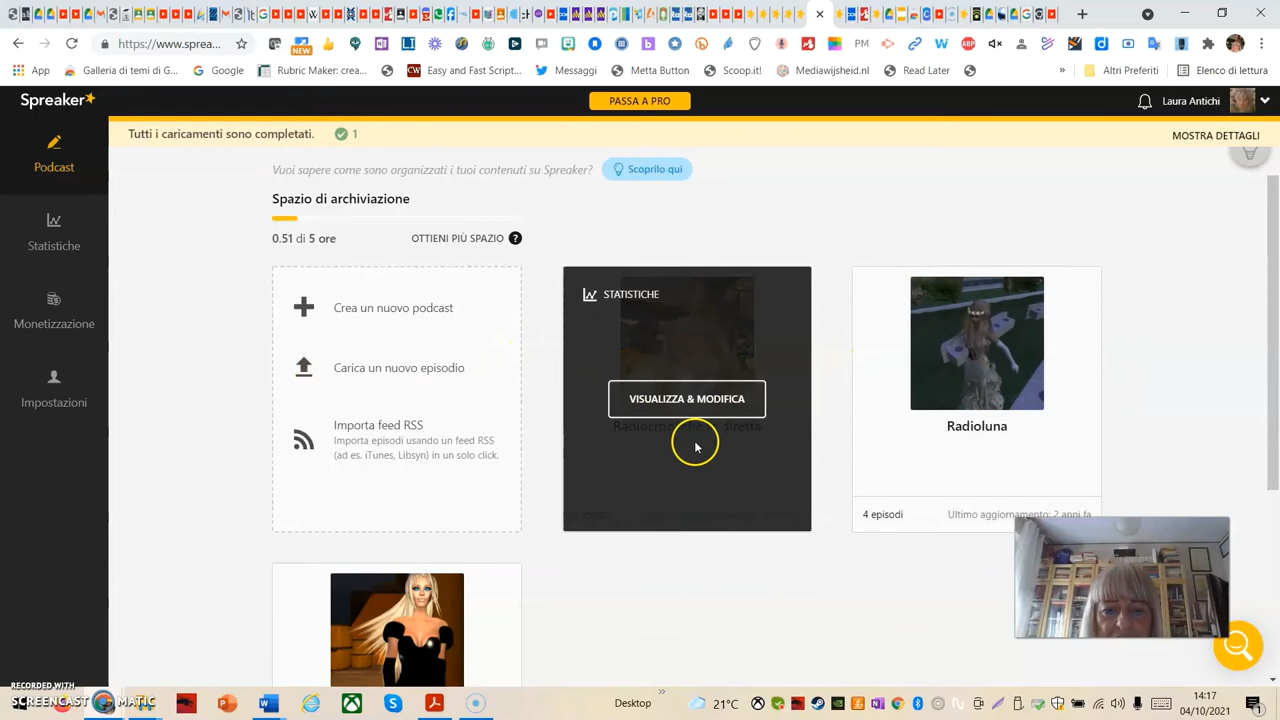 https://www.sprea...
NEW
PM
ABP
App
Galleria di temi di G...
Google
Rubric Maker: crea...
CW
Easy and Fast Script...
Messaggi
Metta Button
Scoop.it!
Mediawijsheid.nl
Read Later
»
Altri Preferiti
Elenco di lettura
Spreaker
PASSA A PRO
Laura Antichi
Tutti i caricamenti sono completati.
1
MOSTRA DETTAGLI
Podcast
Statistiche
Monetizzazione
Impostazioni
Vuoi sapere come sono organizzati i tuoi contenuti su Spreaker?
Scoprilo qui
Spazio di archiviazione
0.51 di 5 ore
OTTIENI PIÙ SPAZIO ?
Crea un nuovo podcast
Carica un nuovo episodio
Importa feed RSS
Importa episodi usando un feed RSS
(ad es. iTunes, Libsyn) in un solo click.
STATISTICHE
VISUALIZZA & MODIFICA
Radioluna
4 episodi
Ultimo aggiornamento: 2 anni fa
RECORDED WITH
SCREENCAST MATIC
Desktop
21°C
14:17
04/10/2021